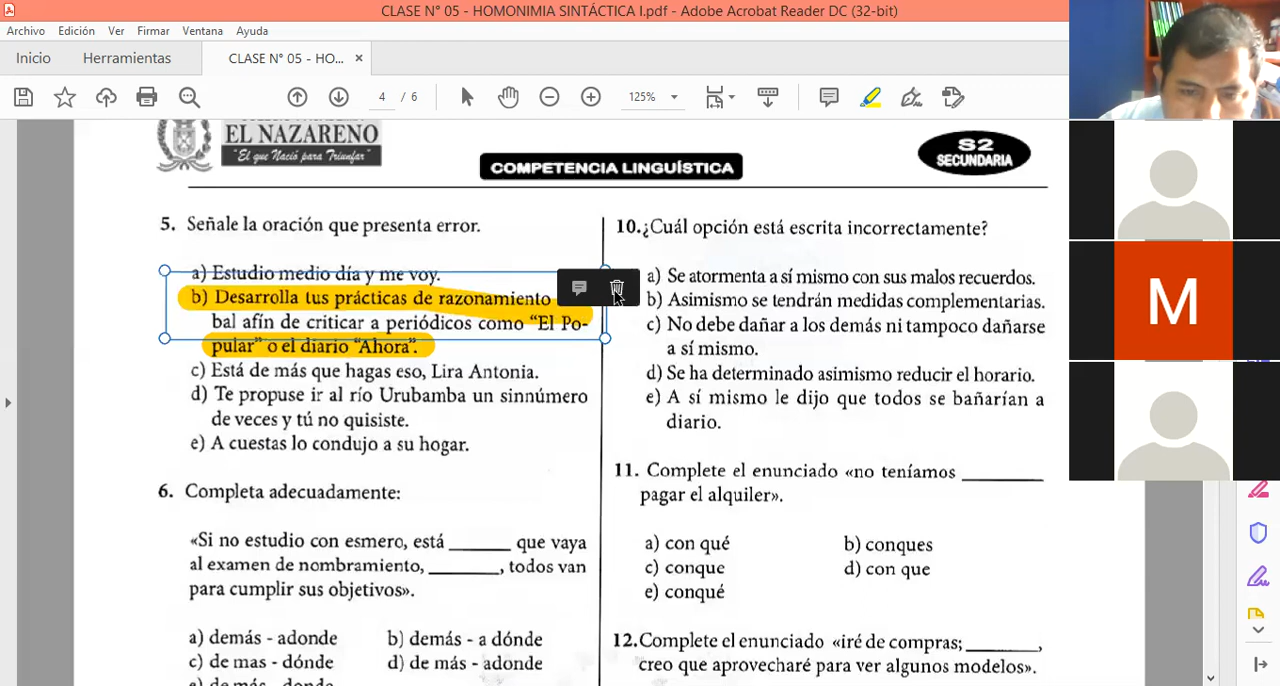 CLASE N° 05 - HOMONIMIA SINTÁCTICA I.pdf - Adobe Acrobat Reader DC (32-bit)
Archivo Edición Ver Firmar Ventana Ayuda
Inicio Herramientas CLASE N° 05 - HO... ×
4 / 6 125%
EL NAZARENO
"El que Nació para Triunfar"
COMPETENCIA LINGUÍSTICA
S2
SECUNDARIA
5. Señale la oración que presenta error.
a) Estudio medio día y me voy.
b) Desarrolla tus prácticas de razonamiento
bal afín de criticar a periódicos como “El Po-
pular” o el diario “Ahora”.
c) Está de más que hagas eso, Lira Antonia.
d) Te propuse ir al río Urubamba un sinnúmero
de veces y tú no quisiste.
e) A cuestas lo condujo a su hogar.
6. Completa adecuadamente:
«Si no estudio con esmero, está ______ que vaya
al examen de nombramiento, _______, todos van
para cumplir sus objetivos».
a) demás - adonde b) demás - a dónde
c) de mas - dónde d) de más - adonde
e) de más - donde
10. ¿Cuál opción está escrita incorrectamente?
a) Se atormenta a sí mismo con sus malos recuerdos.
b) Asimismo se tendrán medidas complementarias.
c) No debe dañar a los demás ni tampoco dañarse
a sí mismo.
d) Se ha determinado asimismo reducir el horario.
e) A sí mismo le dijo que todos se bañarían a
diario.
11. Complete el enunciado «no teníamos ________
pagar el alquiler».
a) con qué b) conques
c) conque d) con que
e) conqué
12. Complete el enunciado «iré de compras; _______,
creo que aprovecharé para ver algunos modelos».
M